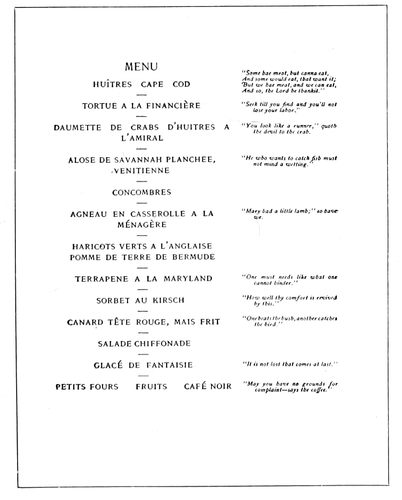 MENU
HUÎTRES CAPE COD
"Some hae meat, but canna eat,
And some would eat, that want it;
But we hae meat, and we can eat,
And so, the Lord be thankit."
TORTUE A LA FINANCIÈRE
"Seek till you find and you'll not
lose your labor."
DAUMETTE DE CRABS D'HUITRES A
L'AMIRAL
"You look like a runner," quoth
the devil to the crab.
ALOSE DE SAVANNAH PLANCHÉE,
VENITIENNE
"He who wants to catch fish must
not mind a wetting."
CONCOMBRES
AGNEAU EN CASSEROLLE A LA
MÉNAGÈRE
"Mary had a little lamb;" so have
we.
HARICOTS VERTS A L'ANGLAISE
POMME DE TERRE DE BERMUDE
TERRAPENE A LA MARYLAND
"One must needs like what one
cannot hinder."
SORBET AU KIRSCH
"How well thy comfort is revived
by this."
CANARD TÊTE ROUGE, MAIS FRIT
"One beats the bush, another catches
the bird."
SALADE CHIFFONADE
GLACÉ DE FANTAISIE
"It is not lost that comes at last."
PETITS FOURS FRUITS CAFÉ NOIR
"May you have no grounds for
complaint—says the coffee."